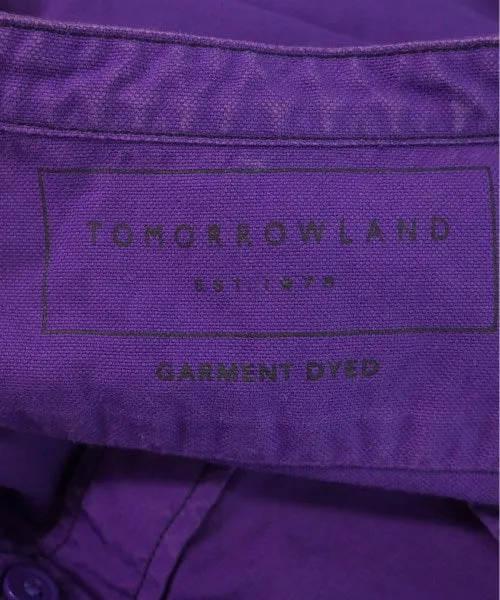 TOMORROWLAND
EST. 1978
GARMENT DYED